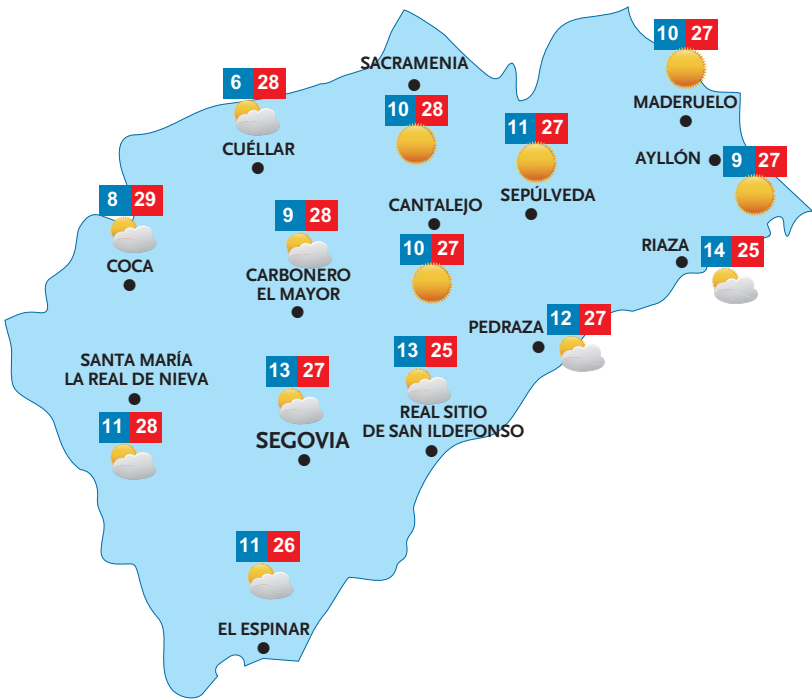 10 27
MADERUELO
SACRAMENIA
10 28
6 28
CUÉLLAR
11 27
SEPÚLVEDA
AYLLÓN
9 27
8 29
COCA
9 28
CARBONERO
EL MAYOR
CANTALEJO
10 27
RIAZA
14 25
PEDRAZA
12 27
SANTA MARÍA
LA REAL DE NIEVA
11 28
13 27
SEGOVIA
13 25
REAL SITIO
DE SAN ILDEFONSO
11 26
EL ESPINAR